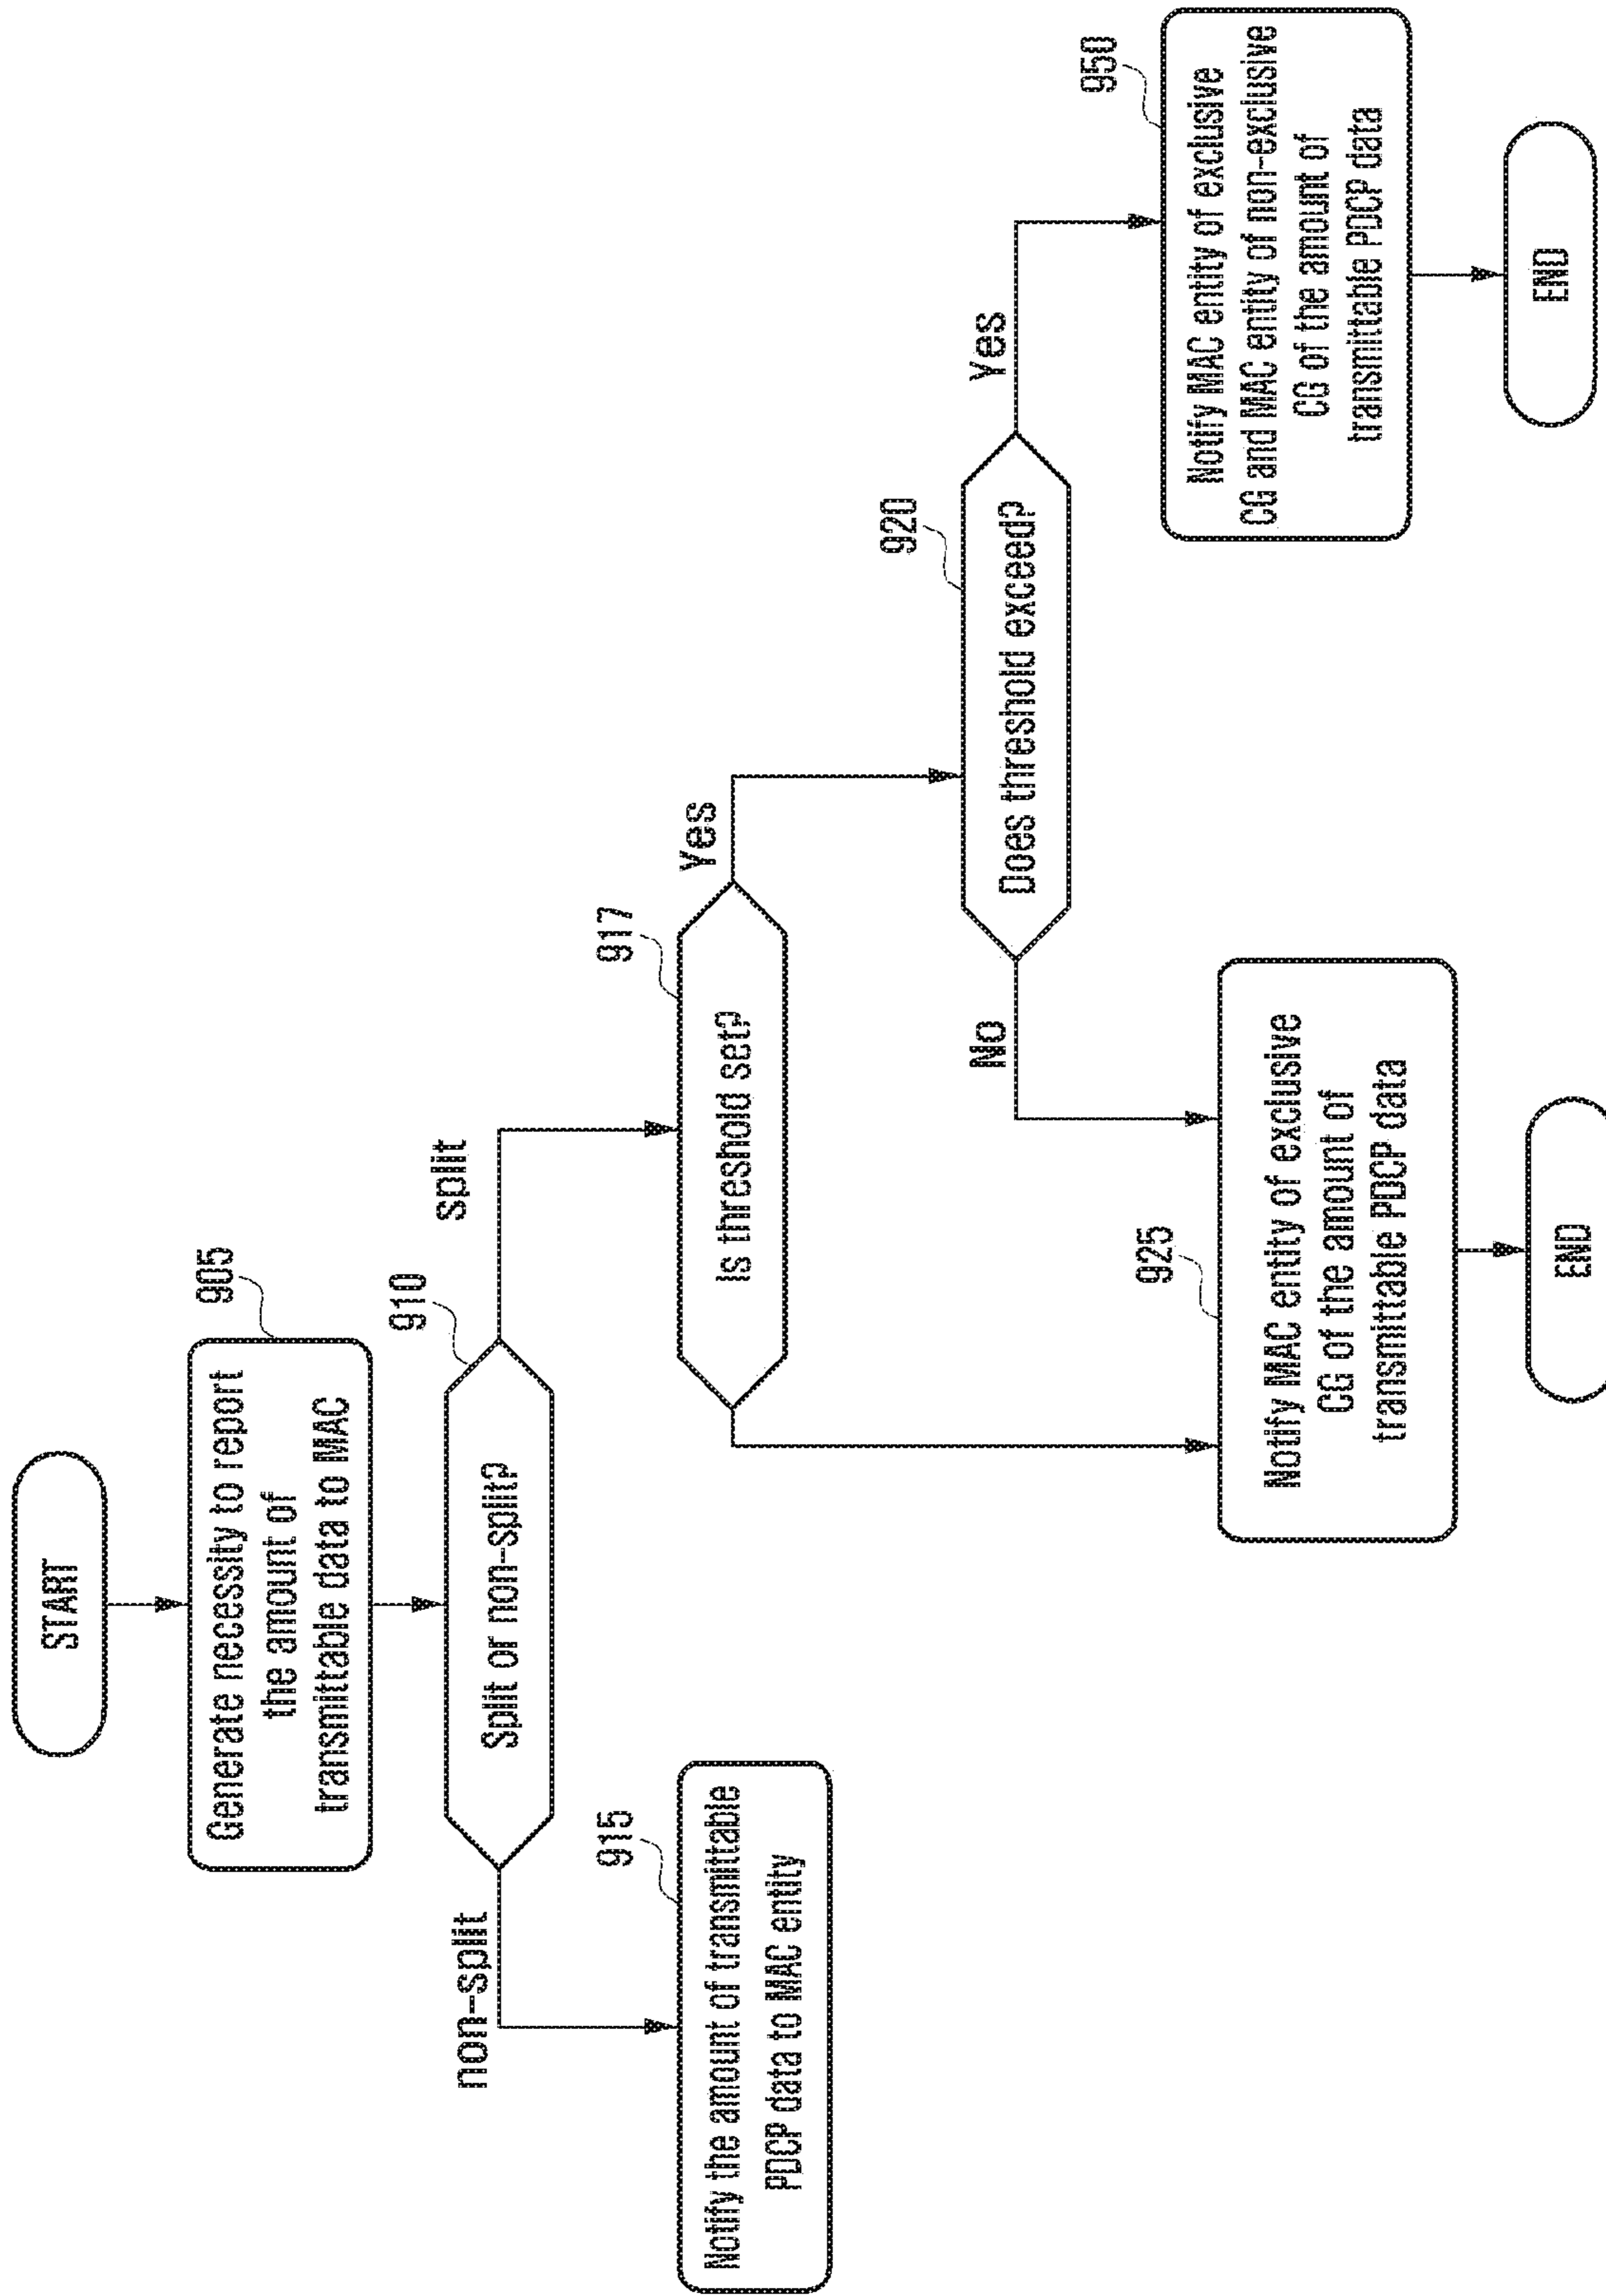 START
905
Generate necessity to report
the amount of
transmittable data to MAC
910
Split or non-split?
non-split
split
915
Notify the amount of transmittable
PDCP data to MAC entity
917
Is threshold set?
Yes
920
Does threshold exceed?
No
Yes
925
Notify MAC entity of exclusive
CG of the amount of
transmittable PDCP data
END
950
Notify MAC entity of exclusive
CG and MAC entity of non-exclusive
CG of the amount of
transmittable PDCP data
END